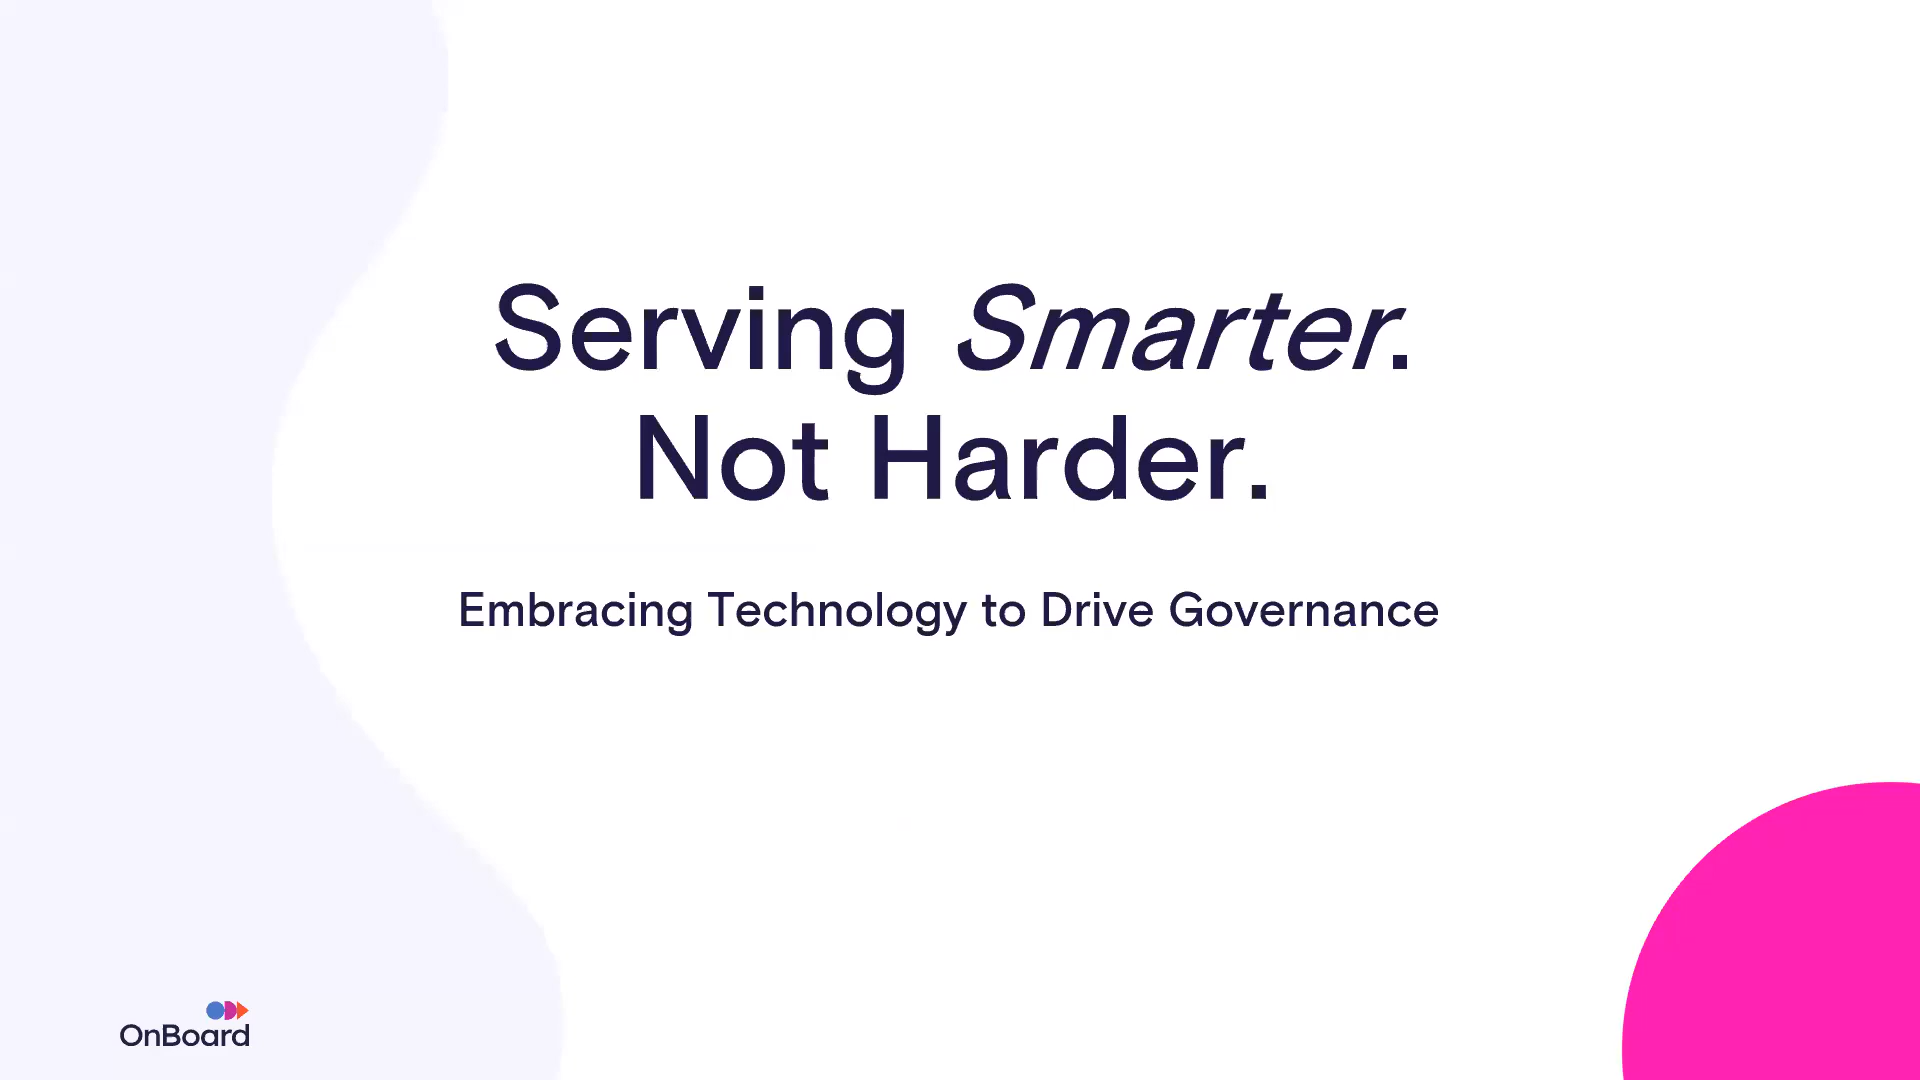 Serving Smarter.
Not Harder.
Embracing Technology to Drive Governance
OnBoard